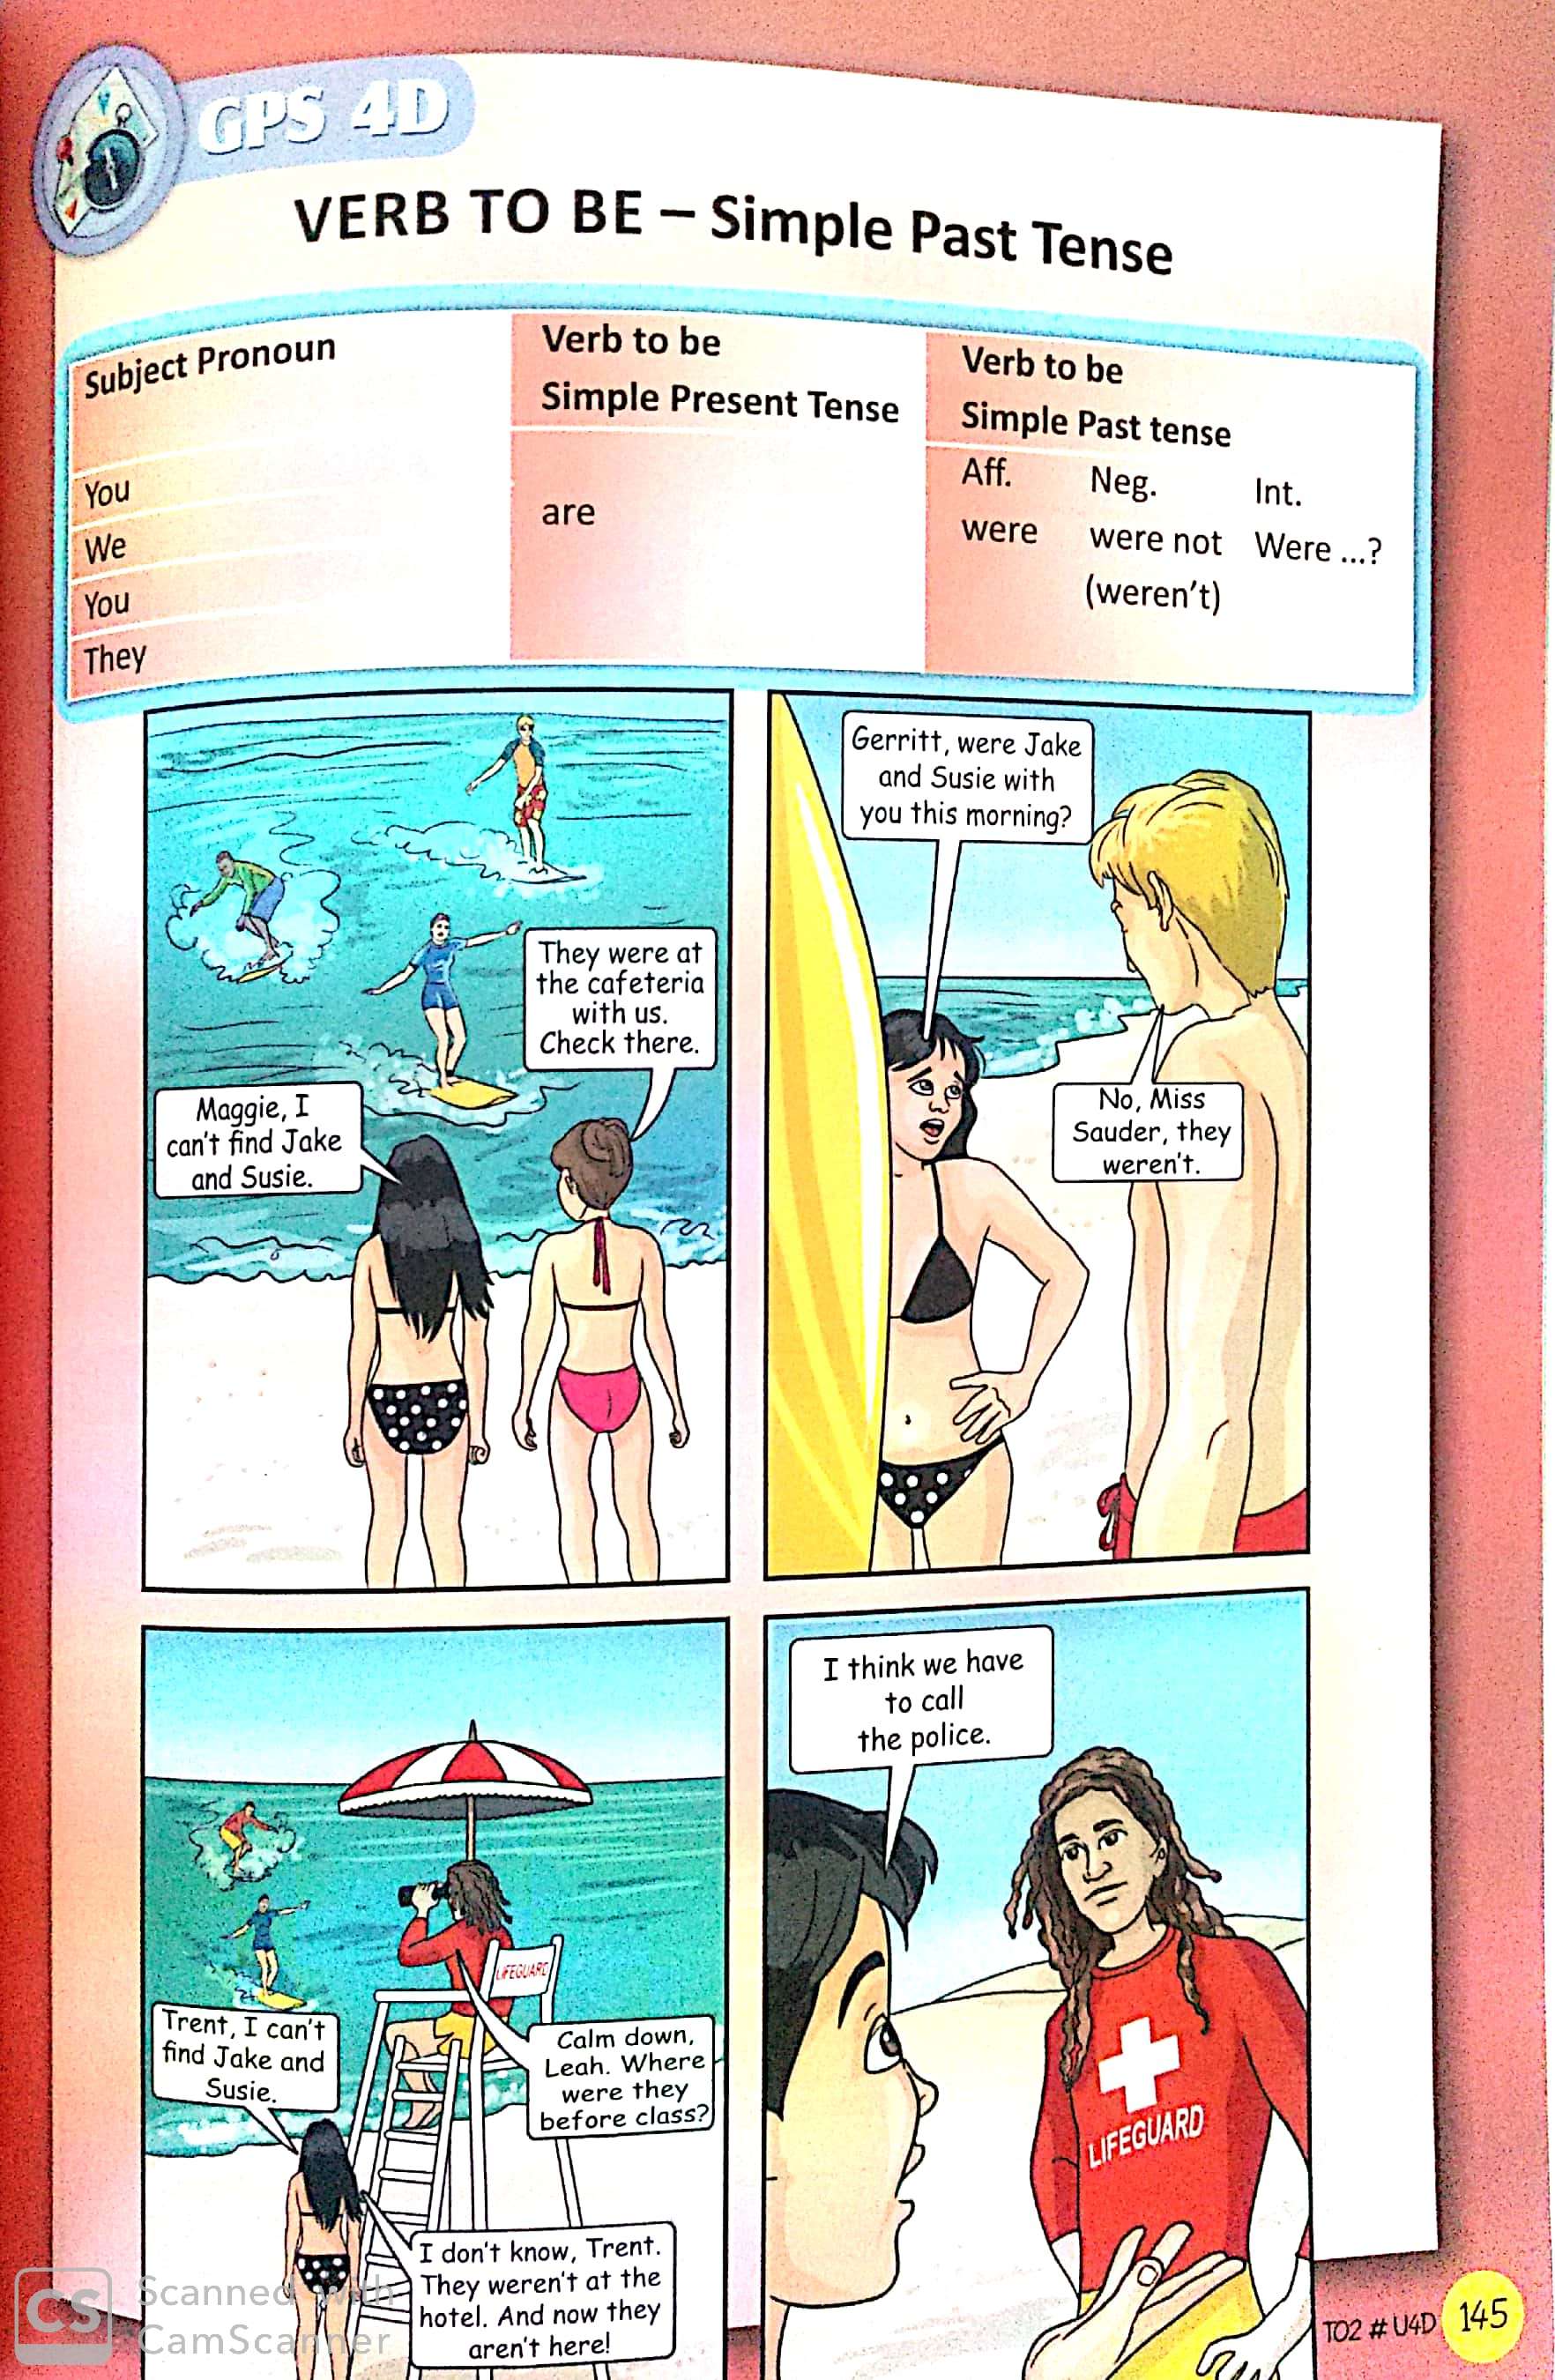 GPS 4D
VERB TO BE – Simple Past Tense
Subject Pronoun
Verb to be
Simple Present Tense
Verb to be
Simple Past tense
You
We
You
They
are
Aff. Neg. Int.
were were not Were ...?
(weren't)
Maggie, I
can't find Jake
and Susie.
They were at
the cafeteria
with us.
Check there.
Gerritt, were Jake
and Susie with
you this morning?
No, Miss
Sauder, they
weren't.
Trent, I can't
find Jake and
Susie.
LIFEGUARD
Calm down,
Leah. Where
were they
before class?
I don't know, Trent.
They weren't at the
hotel. And now they
aren't here!
I think we have
to call
the police.
LIFEGUARD
TO2 # U4D 145
CS
Scanned with
CamScanner